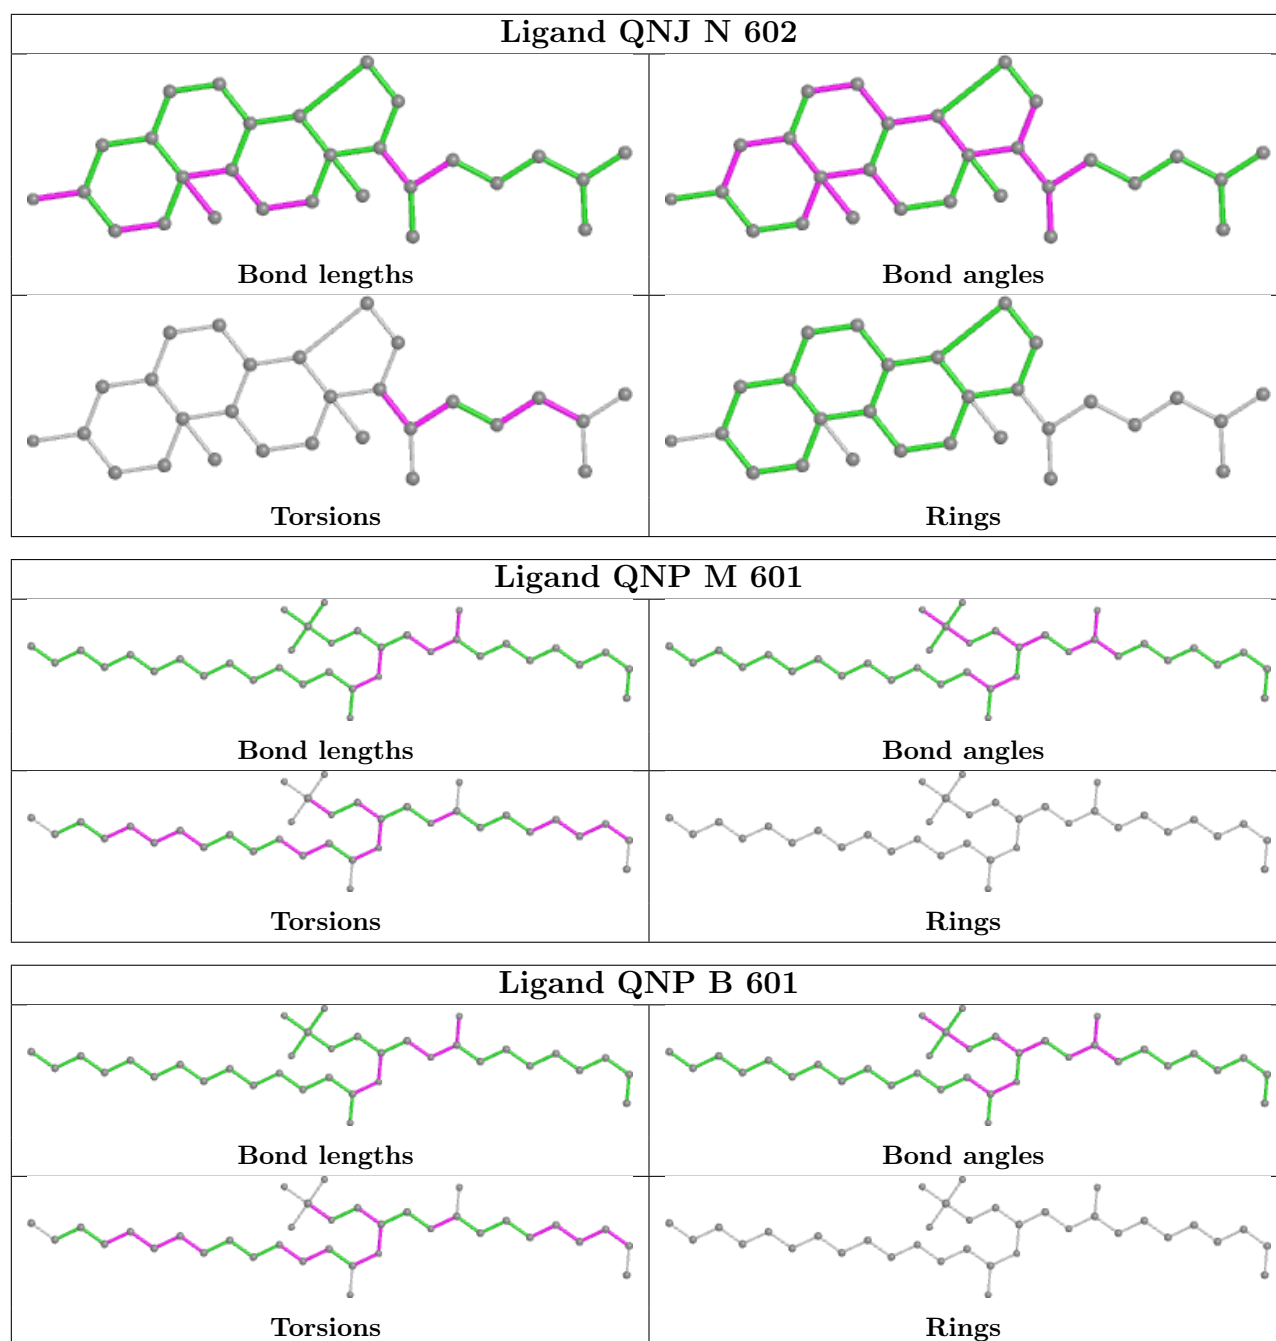 Ligand QNJ N 602
Bond lengths
Bond angles
Torsions
Rings
Ligand QNP M 601
Bond lengths
Bond angles
Torsions
Rings
Ligand QNP B 601
Bond lengths
Bond angles
Torsions
Rings